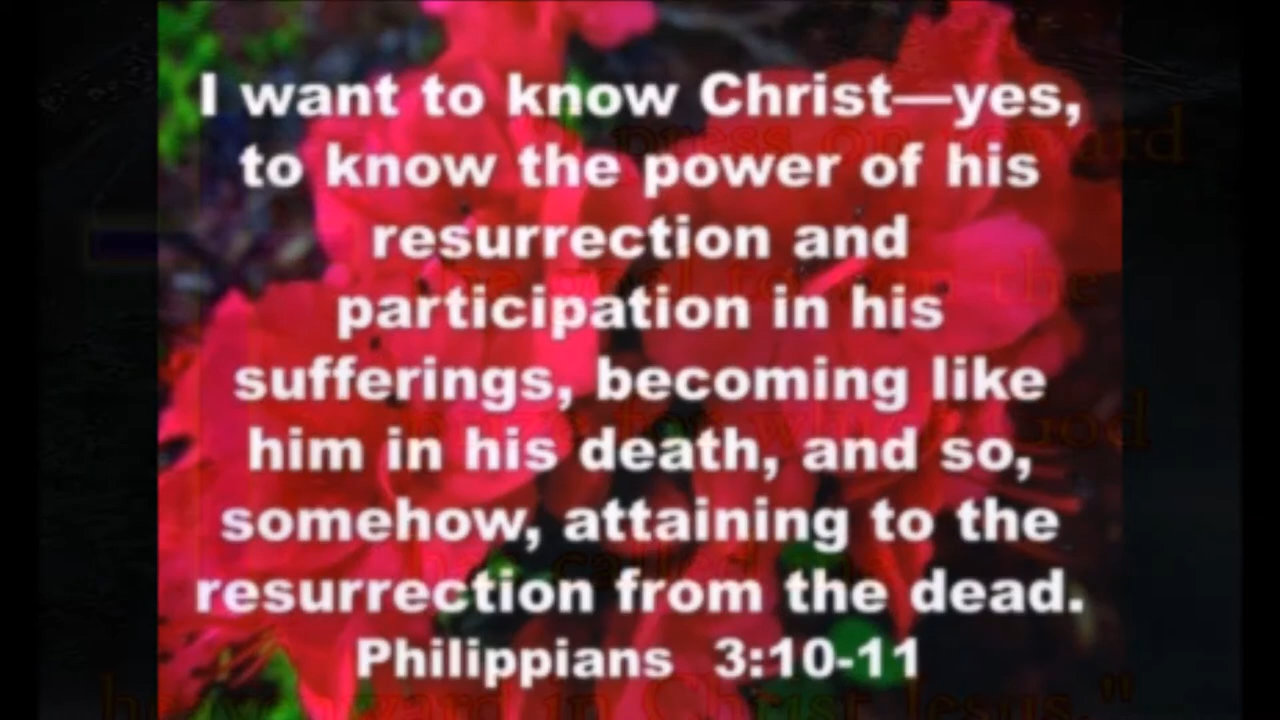 I want to know Christ—yes,
to know the power of his
resurrection and
participation in his
sufferings, becoming like
him in his death, and so,
somehow, attaining to the
resurrection from the dead.
Philippians 3:10-11